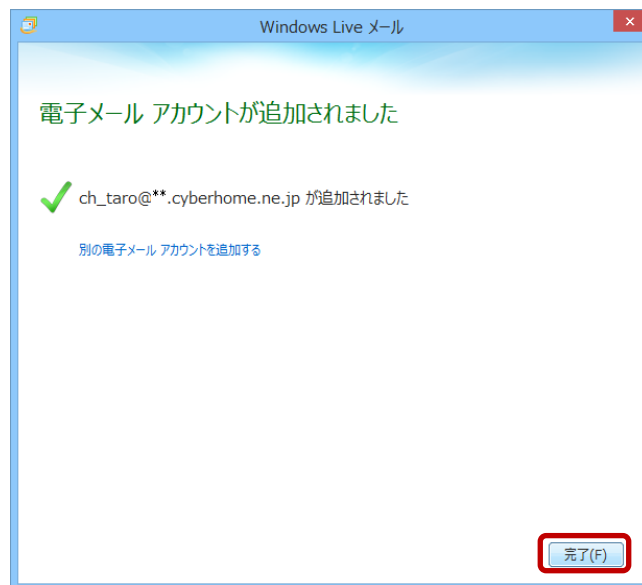 Windows Live メール
電子メール アカウントが追加されました
ch_taro@**.cyberhome.ne.jp が追加されました
別の電子メール アカウントを追加する
完了(F)